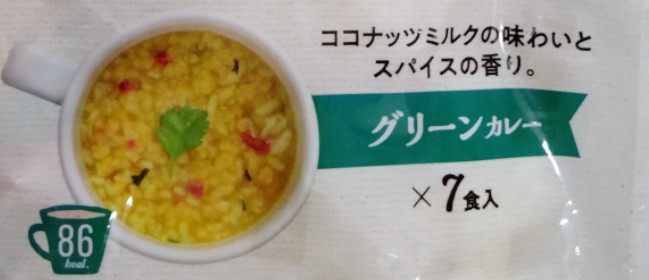 ココナッツミルクの味わいと
スパイスの香り。
グリーンカレー
×7食入
86
kcal.